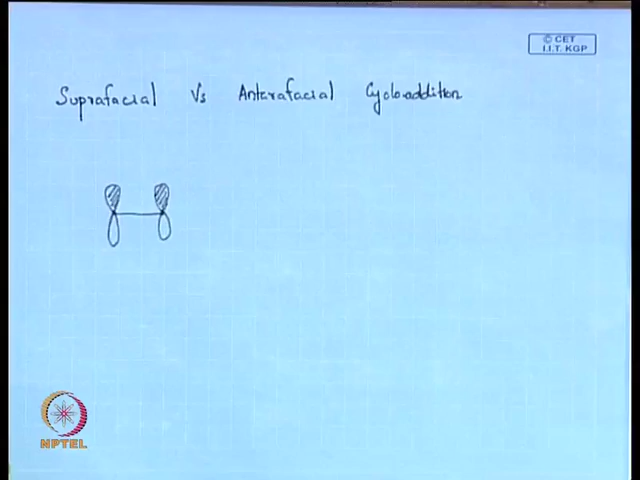 © CET
I.I.T. KGP
Suprafacial Vs Antarafacial Cycloaddition
NPTEL